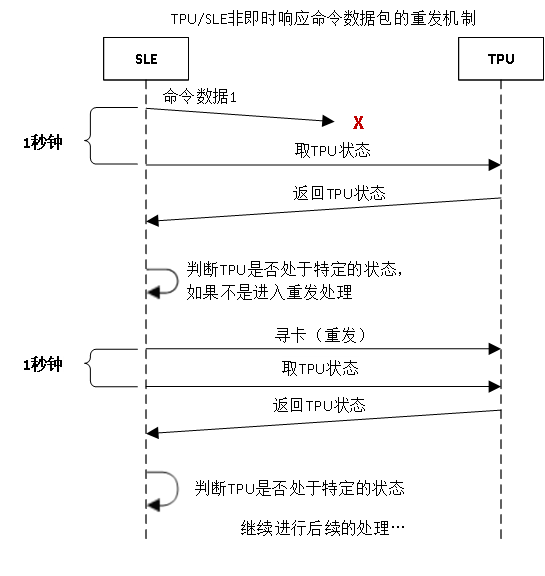 TPU/SLE非即时响应命令数据包的重发机制
SLE
TPU
命令数据1
X
1秒钟
取TPU状态
返回TPU状态
判断TPU是否处于特定的状态，
如果不是进入重发处理
寻卡（重发）
1秒钟
取TPU状态
返回TPU状态
判断TPU是否处于特定的状态
继续进行后续的处理…